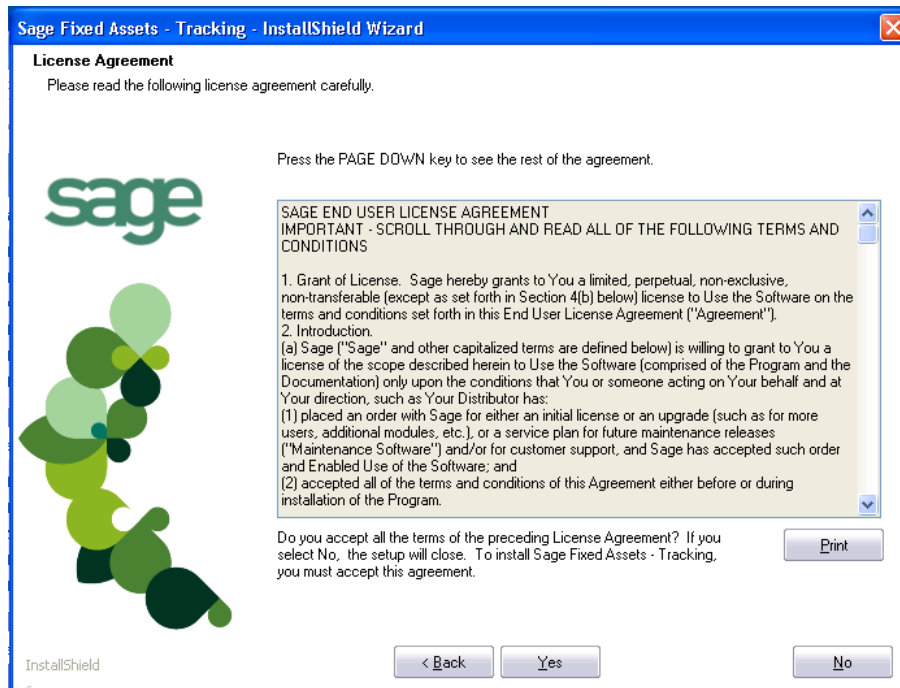 Sage Fixed Assets - Tracking - InstallShield Wizard
License Agreement
Please read the following license agreement carefully.
Press the PAGE DOWN key to see the rest of the agreement.
sage
SAGE END USER LICENSE AGREEMENT
IMPORTANT - SCROLL THROUGH AND READ ALL OF THE FOLLOWING TERMS AND
CONDITIONS
1. Grant of License.  Sage hereby grants to You a limited, perpetual, non-exclusive,
non-transferable (except as set forth in Section 4(b) below) license to Use the Software on the
terms and conditions set forth in this End User License Agreement ("Agreement").
2. Introduction.
(a) Sage ("Sage" and other capitalized terms are defined below) is willing to grant to You a
license of the scope described herein to Use the Software (comprised of the Program and the
Documentation) only upon the conditions that You or someone acting on Your behalf and at
Your direction, such as Your Distributor has:
(1) placed an order with Sage for either an initial license or an upgrade (such as for more
users, additional modules, etc.), or a service plan for future maintenance releases
("Maintenance Software") and/or for customer support, and Sage has accepted such order
and Enabled Use of the Software; and
(2) accepted all of the terms and conditions of this Agreement either before or during
installation of the Program.
Do you accept all the terms of the preceding License Agreement?  If you
select No,  the setup will close.  To install Sage Fixed Assets - Tracking,
you must accept this agreement.
Print
InstallShield
< Back
Yes
No